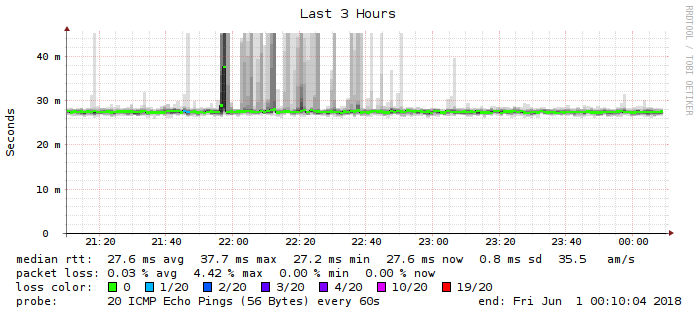 Last 3 Hours
RRDTOOL / TOBI OETIKER
Seconds
40 m
30 m
20 m
10 m
0
21:20 21:40 22:00 22:20 22:40 23:00 23:20 23:40 00:00
median rtt: 27.6 ms avg 37.7 ms max 27.2 ms min 27.6 ms now 0.8 ms sd 35.5 am/s
packet loss: 0.03 % avg 4.42 % max 0.00 % min 0.00 % now
loss color: 0 1/20 2/20 3/20 4/20 10/20 19/20
probe: 20 ICMP Echo Pings (56 Bytes) every 60s end: Fri Jun 1 00:10:04 2018